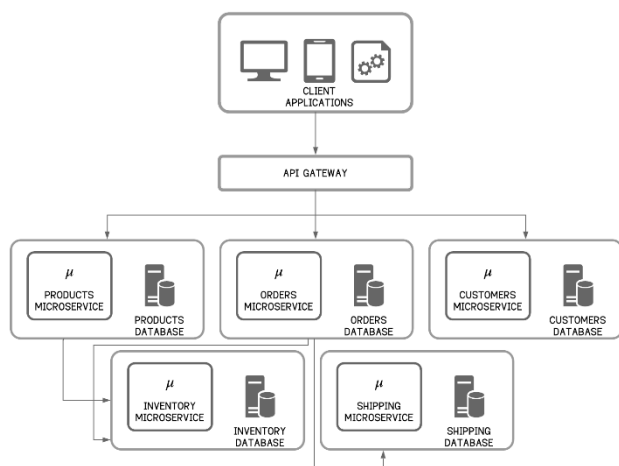 CLIENT
APPLICATIONS
API GATEWAY
μ
PRODUCTS
MICROSERVICE
PRODUCTS
DATABASE
μ
ORDERS
MICROSERVICE
ORDERS
DATABASE
μ
CUSTOMERS
MICROSERVICE
CUSTOMERS
DATABASE
μ
INVENTORY
MICROSERVICE
INVENTORY
DATABASE
μ
SHIPPING
MICROSERVICE
SHIPPING
DATABASE